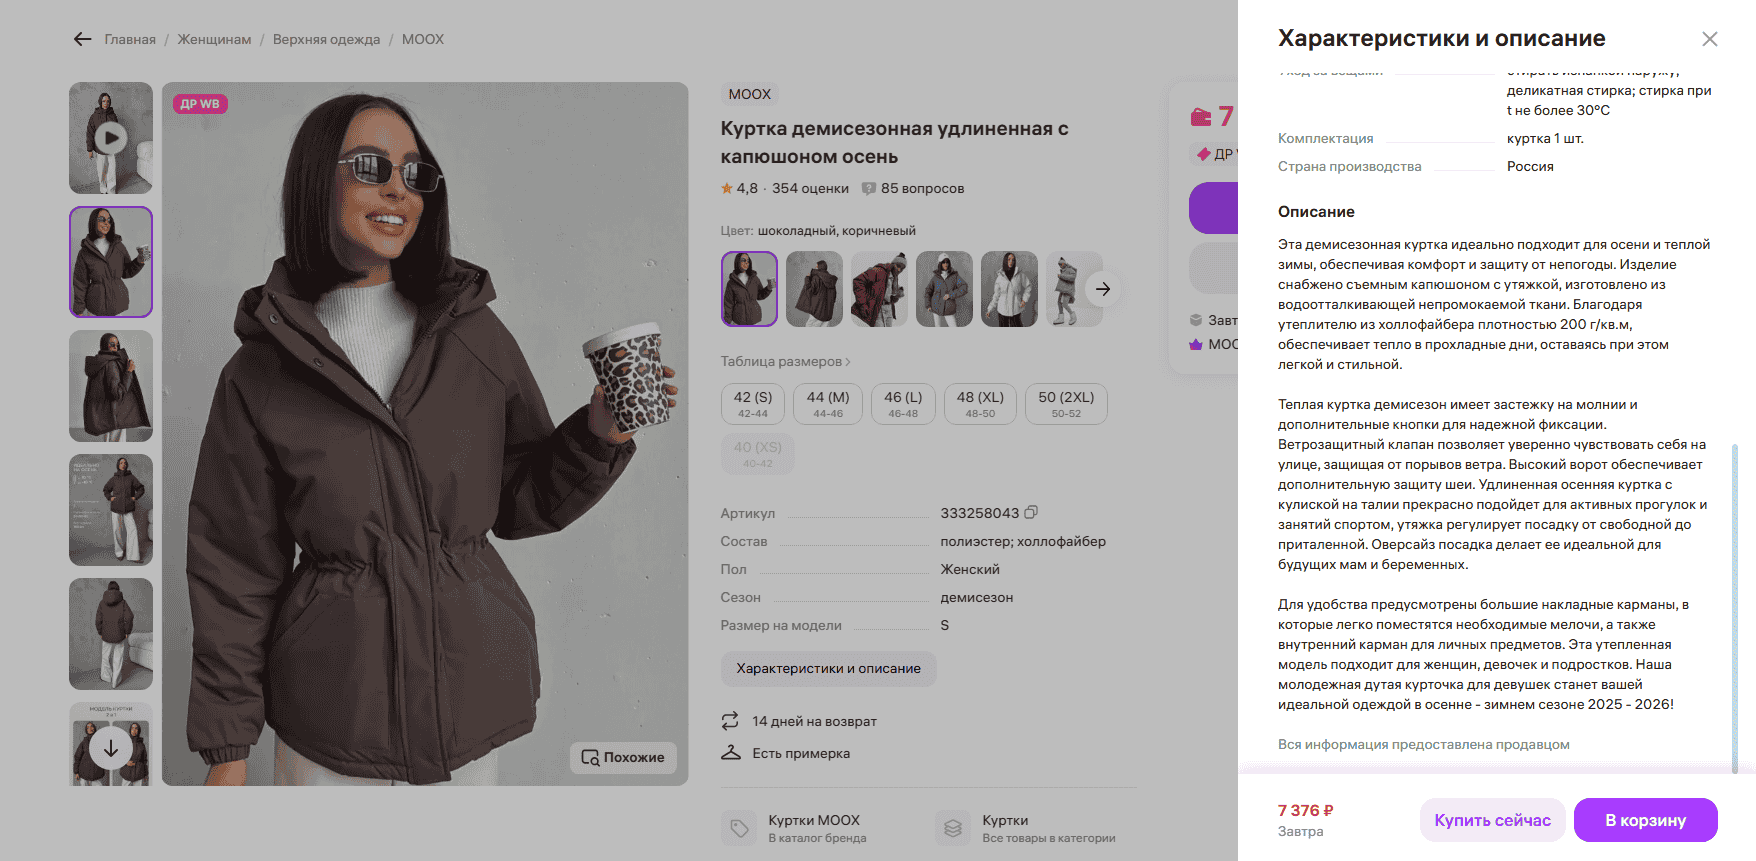 Главная / Женщинам / Верхняя одежда / MOOX
ДР WB
Похожие
MOOX
Куртка демисезонная удлиненная с
капюшоном осень
4,8 · 354 оценки 85 вопросов
Цвет: шоколадный, коричневый
Таблица размеров
42 (S) 44 (M) 46 (L) 48 (XL) 50 (2XL)
42-44 44-46 46-48 48-50 50-52
40 (XS)
40-42
Артикул 333258043
Состав полиэстер; холлофайбер
Пол Женский
Сезон демисезон
Размер на модели S
Характеристики и описание
14 дней на возврат
Есть примерка
Куртки MOOX
В каталог бренда
Куртки
Все товары в категории
7
ДР
Завт
MOO
Характеристики и описание
Уход за вещами стирать изнанкой наружу;
деликатная стирка; стирка при
t не более 30°C
Комплектация куртка 1 шт.
Страна производства Россия
Описание
Эта демисезонная куртка идеально подходит для осени и теплой
зимы, обеспечивая комфорт и защиту от непогоды. Изделие
снабжено съемным капюшоном с утяжкой, изготовлено из
водоотталкивающей непромокаемой ткани. Благодаря
утеплителю из холлофайбера плотностью 200 г/кв.м,
обеспечивает тепло в прохладные дни, оставаясь при этом
легкой и стильной.
Теплая куртка демисезон имеет застежку на молнии и
дополнительные кнопки для надежной фиксации.
Ветрозащитный клапан позволяет уверенно чувствовать себя на
улице, защищая от порывов ветра. Высокий ворот обеспечивает
дополнительную защиту шеи. Удлиненная осенняя куртка с
кулиской на талии прекрасно подойдет для активных прогулок и
занятий спортом, утяжка регулирует посадку от свободной до
приталенной. Оверсайз посадка делает ее идеальной для
будущих мам и беременных.
Для удобства предусмотрены большие накладные карманы, в
которые легко поместятся необходимые мелочи, а также
внутренний карман для личных предметов. Эта утепленная
модель подходит для женщин, девочек и подростков. Наша
молодежная дутая курточка для девушек станет вашей
идеальной одеждой в осенне - зимнем сезоне 2025 - 2026!
Вся информация предоставлена продавцом
7 376 ₽
Завтра
Купить сейчас
В корзину